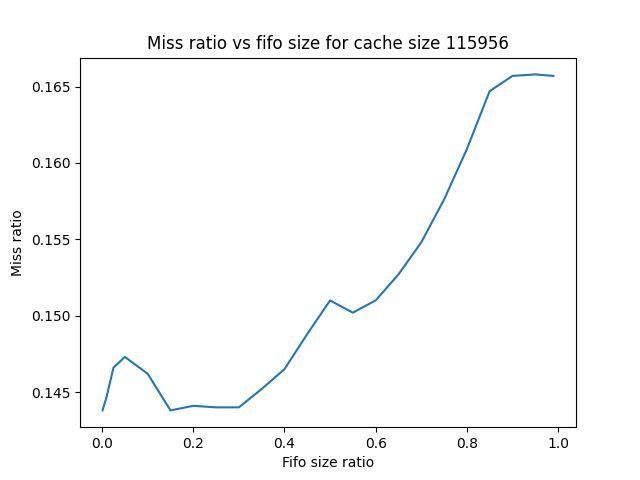 Miss ratio vs fifo size for cache size 115956
0.165
0.160
0.155
0.150
0.145
Miss ratio
0.0 0.2 0.4 0.6 0.8 1.0
Fifo size ratio